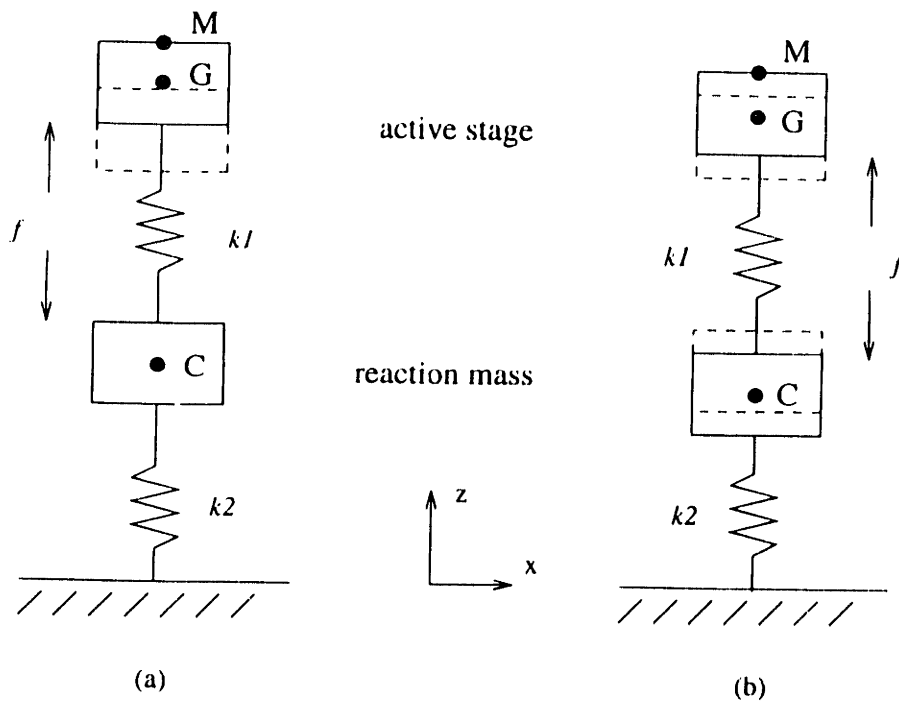 M
G
f
k1
C
k2
(a)
active stage
reaction mass
z
x
M
G
k1
f
C
k2
(b)